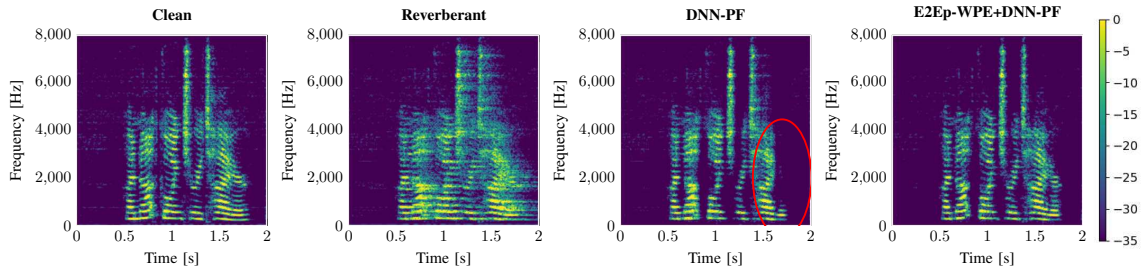 Clean
Reverberant
DNN-PF
E2Ep-WPE+DNN-PF
8,000
6,000
4,000
2,000
0
Frequency [Hz]
0 0.5 1 1.5 2
Time [s]
8,000
6,000
4,000
2,000
0
Frequency [Hz]
0 0.5 1 1.5 2
Time [s]
8,000
6,000
4,000
2,000
0
Frequency [Hz]
0 0.5 1 1.5 2
Time [s]
8,000
6,000
4,000
2,000
0
Frequency [Hz]
0 0.5 1 1.5 2
Time [s]
0
−5
−10
−15
−20
−25
−30
−35